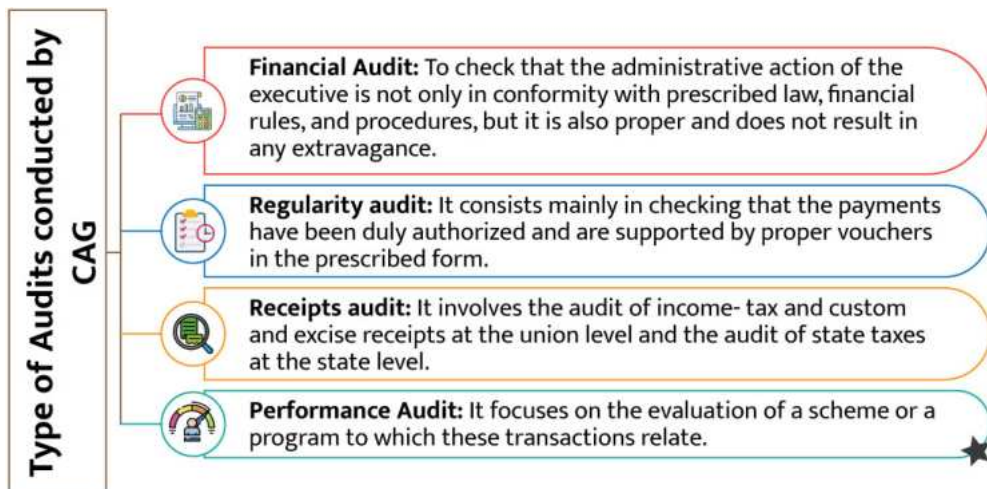 Type of Audits conducted by
CAG
Financial Audit: To check that the administrative action of the
executive is not only in conformity with prescribed law, financial
rules, and procedures, but it is also proper and does not result in
any extravagance.
Regularity audit: It consists mainly in checking that the payments
have been duly authorized and are supported by proper vouchers
in the prescribed form.
Receipts audit: It involves the audit of income- tax and custom
and excise receipts at the union level and the audit of state taxes
at the state level.
Performance Audit: It focuses on the evaluation of a scheme or a
program to which these transactions relate.